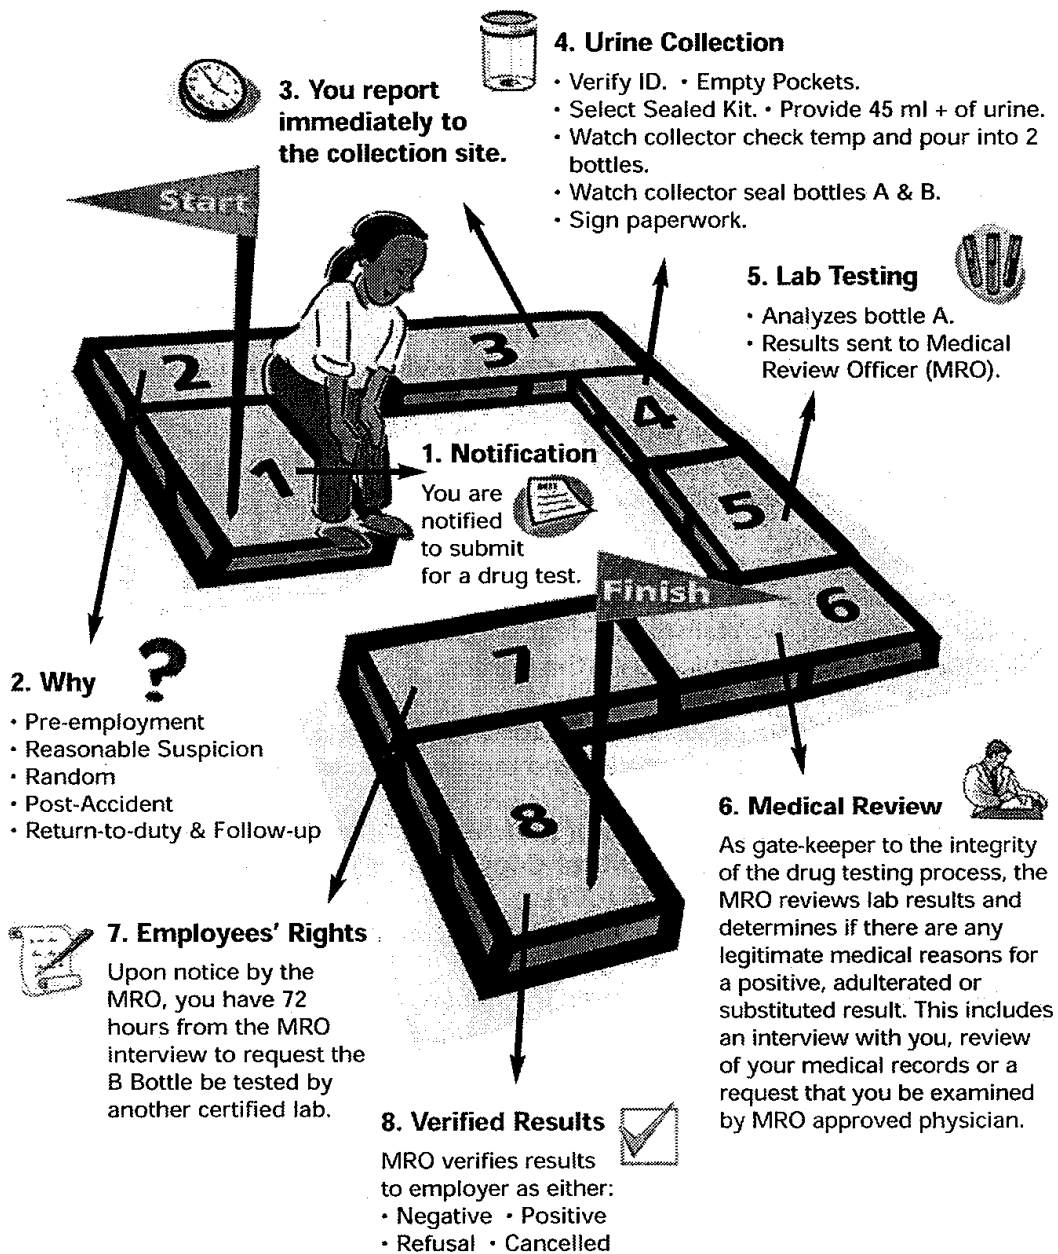 Start
1. Notification
You are
notified
to submit
for a drug test.
2. Why
• Pre-employment
• Reasonable Suspicion
• Random
• Post-Accident
• Return-to-duty & Follow-up
3. You report
immediately to
the collection site.
4. Urine Collection
• Verify ID. • Empty Pockets.
• Select Sealed Kit. • Provide 45 ml + of urine.
• Watch collector check temp and pour into 2
bottles.
• Watch collector seal bottles A & B.
• Sign paperwork.
5. Lab Testing
• Analyzes bottle A.
• Results sent to Medical
Review Officer (MRO).
6. Medical Review
As gate-keeper to the integrity
of the drug testing process, the
MRO reviews lab results and
determines if there are any
legitimate medical reasons for
a positive, adulterated or
substituted result. This includes
an interview with you, review
of your medical records or a
request that you be examined
by MRO approved physician.
7. Employees' Rights
Upon notice by the
MRO, you have 72
hours from the MRO
interview to request the
B Bottle be tested by
another certified lab.
8. Verified Results
MRO verifies results
to employer as either:
• Negative • Positive
• Refusal • Cancelled
Finish
1
2
3
4
5
6
7
8